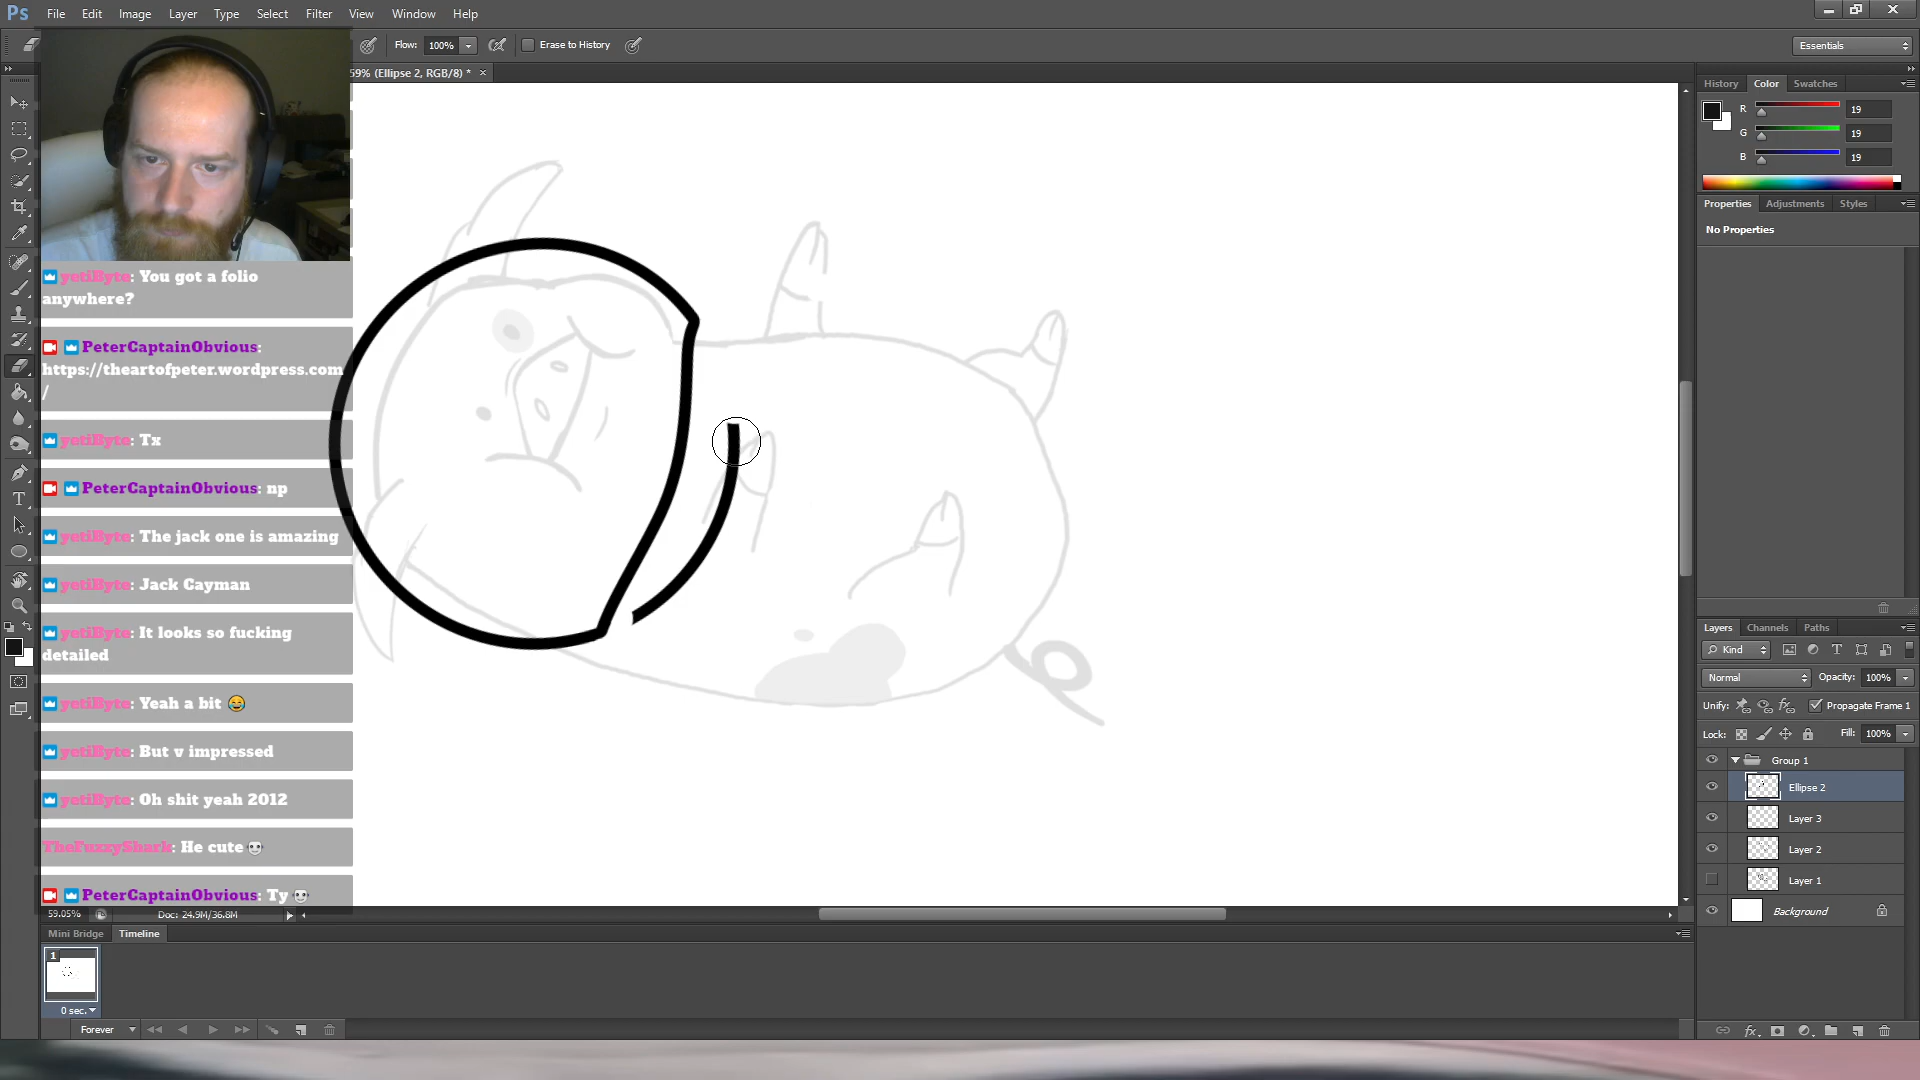 Ps File Edit Image Layer Type Select Filter View Window Help
Flow: 100% Erase to History Essentials
59% (Ellipse 2, RGB/8) * ×
History Color Swatches
R 19
G 19
B 19
Properties Adjustments Styles
No Properties
yetiByte: You got a folio
anywhere?
PeterCaptainObvious:
https://theartofpeter.wordpress.com
/
yetiByte: Tx
PeterCaptainObvious: np
yetiByte: The jack one is amazing
yetiByte: Jack Cayman
yetiByte: It looks so fucking
detailed
yetiByte: Yeah a bit 😂
yetiByte: But v impressed
yetiByte: Oh shit yeah 2012
TheFuzzyShark: He cute
PeterCaptainObvious: Ty
Layers Channels Paths
Kind
Normal Opacity: 100%
Unify: Propagate Frame 1
Lock: Fill: 100%
Group 1
Ellipse 2
Layer 3
Layer 2
Layer 1
Background
59.05% Doc: 24.9M/36.8M
Mini Bridge Timeline
1
0 sec.
Forever